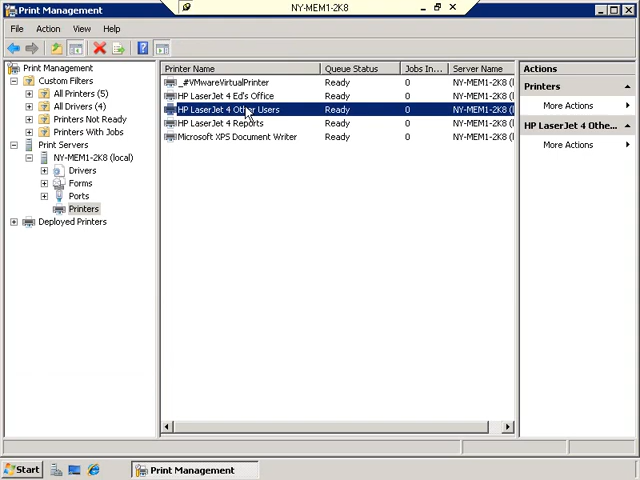 Print Management
NY-MEM1-2K8
File Action View Help
Print Management
Custom Filters
All Printers (5)
All Drivers (4)
Printers Not Ready
Printers With Jobs
Print Servers
NY-MEM1-2K8 (local)
Drivers
Forms
Ports
Printers
Deployed Printers
Printer Name Queue Status Jobs In... Server Name
_#VMwareVirtualPrinter Ready 0 NY-MEM1-2K8 (l
HP LaserJet 4 Ed's Office Ready 0 NY-MEM1-2K8 (l
HP LaserJet 4 Other Users Ready 0 NY-MEM1-2K8 (l
HP LaserJet 4 Reports Ready 0 NY-MEM1-2K8 (l
Microsoft XPS Document Writer Ready 0 NY-MEM1-2K8 (l
Actions
Printers
More Actions
HP LaserJet 4 Othe...
More Actions
Start Print Management